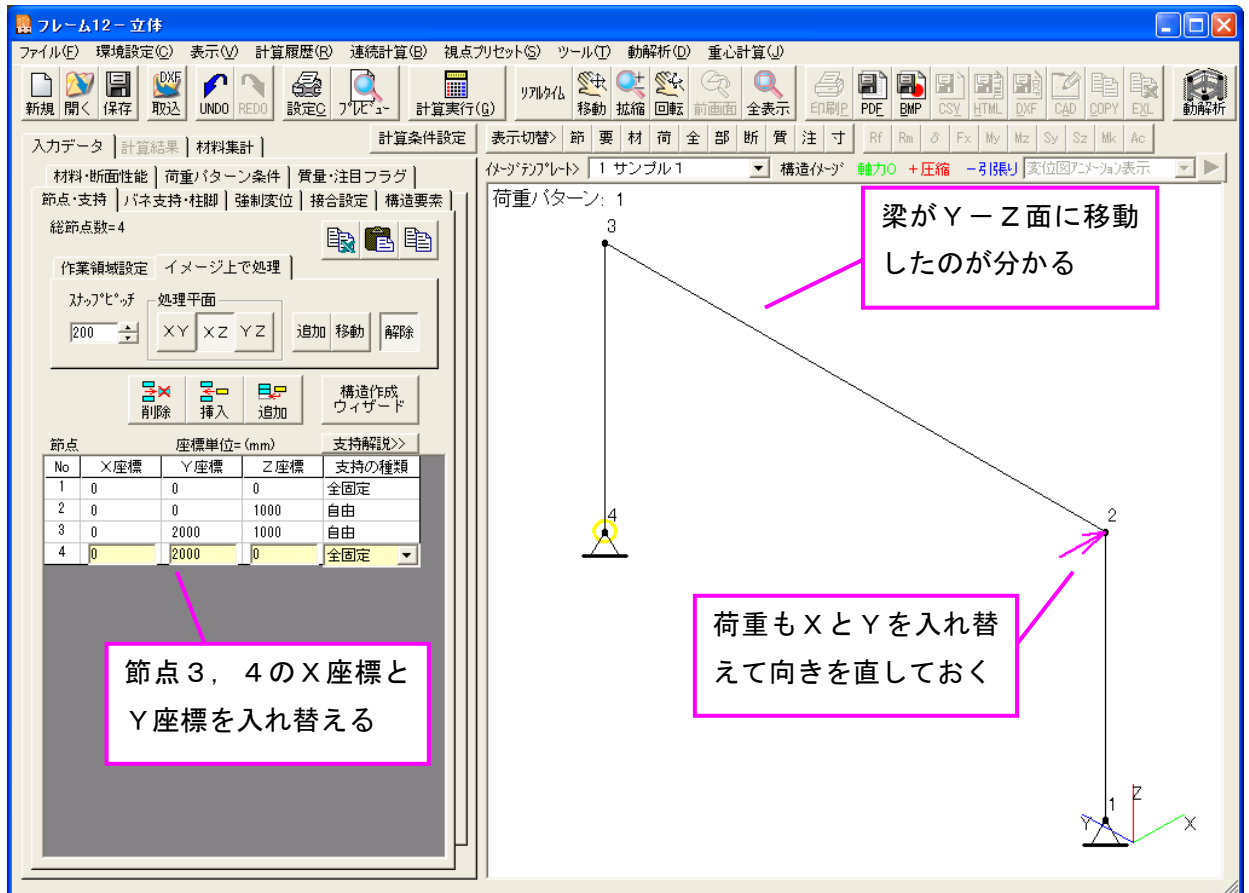 フレーム12－立体
ファイル(F) 環境設定(C) 表示(V) 計算履歴(R) 連続計算(B) 視点プリセット(S) ツール(T) 動解析(D) 重心計算(J)
新規 開く 保存 DXF 取込 UNDO REDO 設定C プレビュー 計算実行(G) リアルタイム 移動 拡縮 回転 前画面 全表示 印刷P PDF BMP CSV HTML DXF CAD COPY EXL 動解析
入力データ 計算結果 材料集計 計算条件設定 表示切替> 節 要 材 荷 全 部 断 質 注 寸 Rf Rm δ Fx My Mz Sy Sz Mk Ac
イメージテンプレート> 1 サンプル1 構造イメージ 軸力0 +圧縮 -引張り 変位図アニメーション表示
材料・断面性能 荷重パターン条件 質量・注目フラグ
節点・支持 バネ支持・柱脚 強制変位 接合設定 構造要素
総節点数=4
作業領域設定 イメージ上で処理
スナップピッチ 処理平面
200 XY XZ YZ 追加 移動 解除
削除 挿入 追加 構造作成
ウィザード
節点 座標単位=(mm) 支持解説>>
No X座標 Y座標 Z座標 支持の種類
1 0 0 0 全固定
2 0 0 1000 自由
3 0 2000 1000 自由
4 0 2000 0 全固定
節点３，４のＸ座標と
Ｙ座標を入れ替える
荷重パターン: 1
3
梁がＹ－Ｚ面に移動
したのが分かる
4
2
荷重もＸとＹを入れ替
えて向きを直しておく
1
Z
Y
X